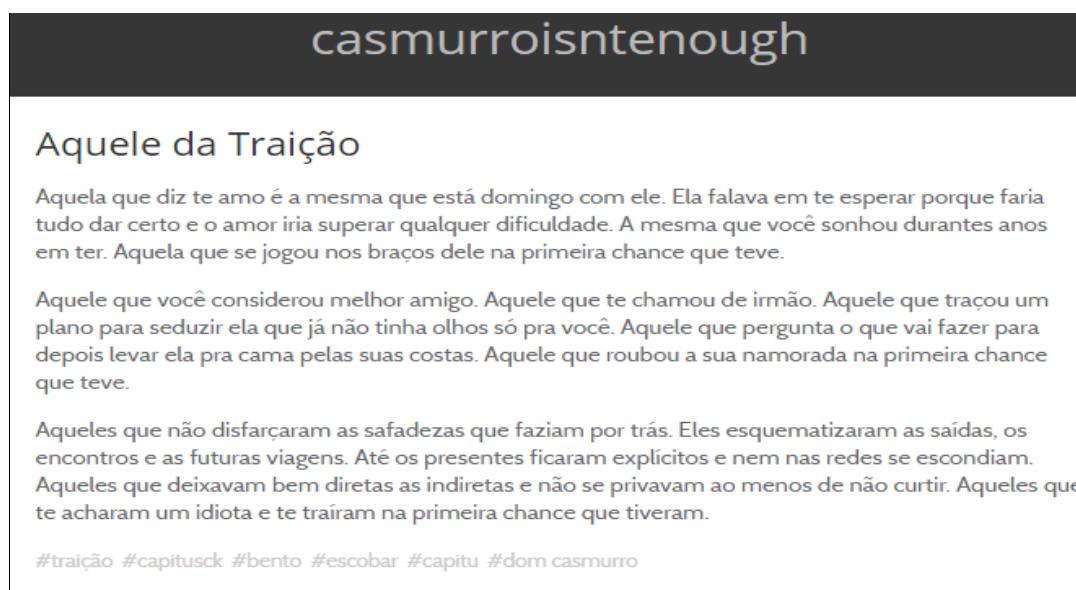 casmurroisntenough
Aquele da Traição
Aquela que diz te amo é a mesma que está domingo com ele. Ela falava em te esperar porque faria
tudo dar certo e o amor iria superar qualquer dificuldade. A mesma que você sonhou durantes anos
em ter. Aquela que se jogou nos braços dele na primeira chance que teve.
Aquele que você considerou melhor amigo. Aquele que te chamou de irmão. Aquele que traçou um
plano para seduzir ela que já não tinha olhos só pra você. Aquele que pergunta o que vai fazer para
depois levar ela pra cama pelas suas costas. Aquele que roubou a sua namorada na primeira chance
que teve.
Aqueles que não disfarçaram as safadezas que faziam por trás. Eles esquematizaram as saídas, os
encontros e as futuras viagens. Até os presentes ficaram explícitos e nem nas redes se escondiam.
Aqueles que deixavam bem diretas as indiretas e não se privavam ao menos de não curtir. Aqueles que
te acharam um idiota e te traíram na primeira chance que tiveram.
#traição #capitusck #bento #escobar #capitu #dom casmurro